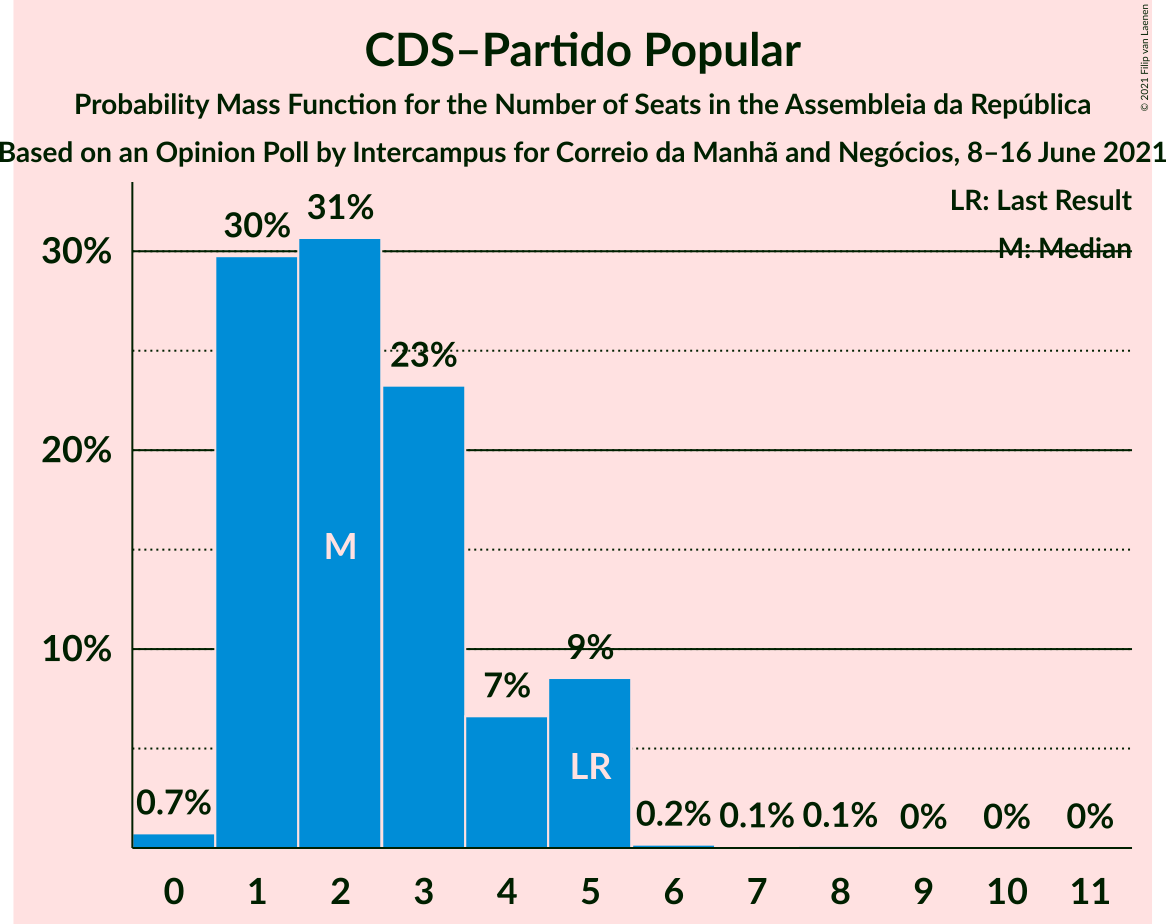 CDS–Partido Popular
Probability Mass Function for the Number of Seats in the Assembleia da República
Based on an Opinion Poll by Intercampus for Correio da Manhã and Negócios, 8–16 June 2021
© 2021 Filip van Laenen
LR: Last Result
M: Median
30%
20%
10%
0.7%
30%
31%
23%
7%
9%
0.2%
0.1%
0.1%
0%
0%
0%
M
LR
0 1 2 3 4 5 6 7 8 9 10 11